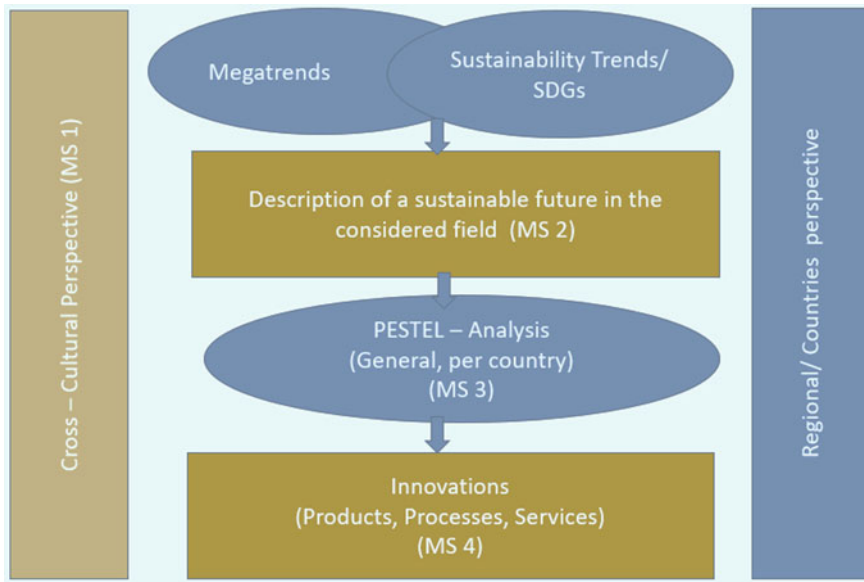 Cross – Cultural Perspective (MS 1)
Megatrends
Sustainability Trends/
SDGs
Description of a sustainable future in the
considered field (MS 2)
PESTEL – Analysis
(General, per country)
(MS 3)
Innovations
(Products, Processes, Services)
(MS 4)
Regional/ Countries perspective